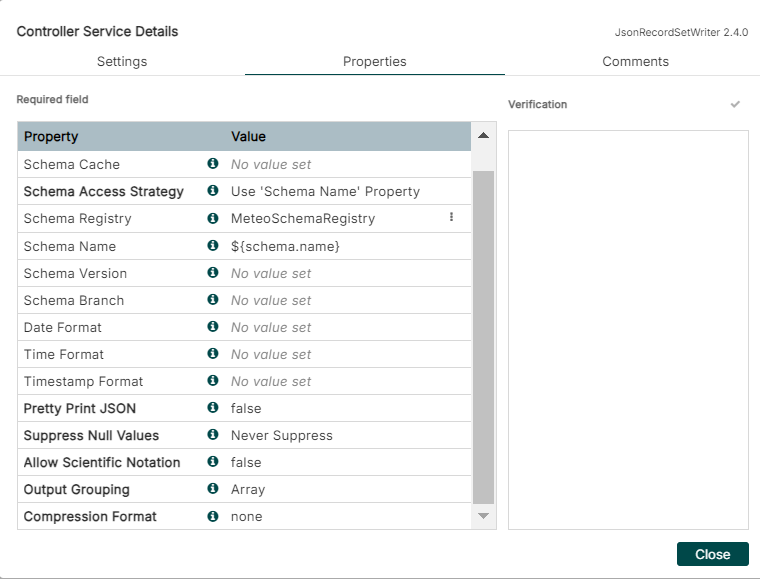 Controller Service Details
JsonRecordSetWriter 2.4.0
Settings
Properties
Comments
Required field
Verification
Property Value
Schema Cache No value set
Schema Access Strategy Use 'Schema Name' Property
Schema Registry MeteoSchemaRegistry
Schema Name ${schema.name}
Schema Version No value set
Schema Branch No value set
Date Format No value set
Time Format No value set
Timestamp Format No value set
Pretty Print JSON false
Suppress Null Values Never Suppress
Allow Scientific Notation false
Output Grouping Array
Compression Format none
Close